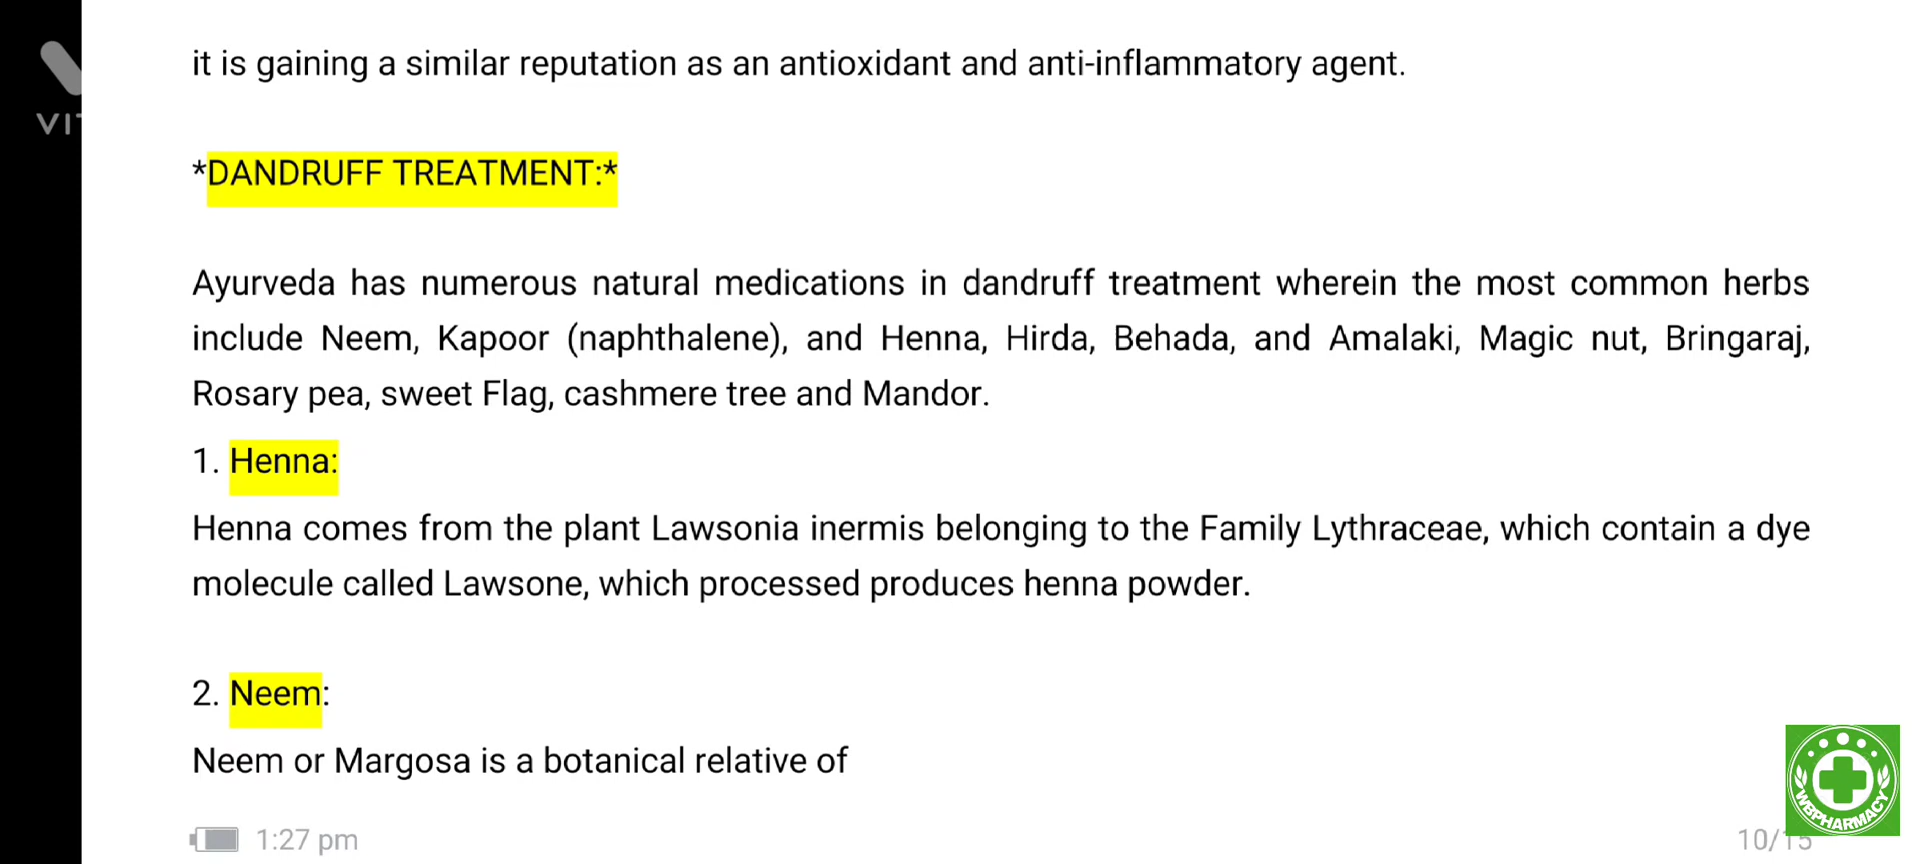 it is gaining a similar reputation as an antioxidant and anti-inflammatory agent.
VIT
*DANDRUFF TREATMENT:*
Ayurveda has numerous natural medications in dandruff treatment wherein the most common herbs
include Neem, Kapoor (naphthalene), and Henna, Hirda, Behada, and Amalaki, Magic nut, Bringaraj,
Rosary pea, sweet Flag, cashmere tree and Mandor.
1. Henna:
Henna comes from the plant Lawsonia inermis belonging to the Family Lythraceae, which contain a dye
molecule called Lawsone, which processed produces henna powder.
2. Neem:
Neem or Margosa is a botanical relative of
WBPHARMACY
1:27 pm
10/15